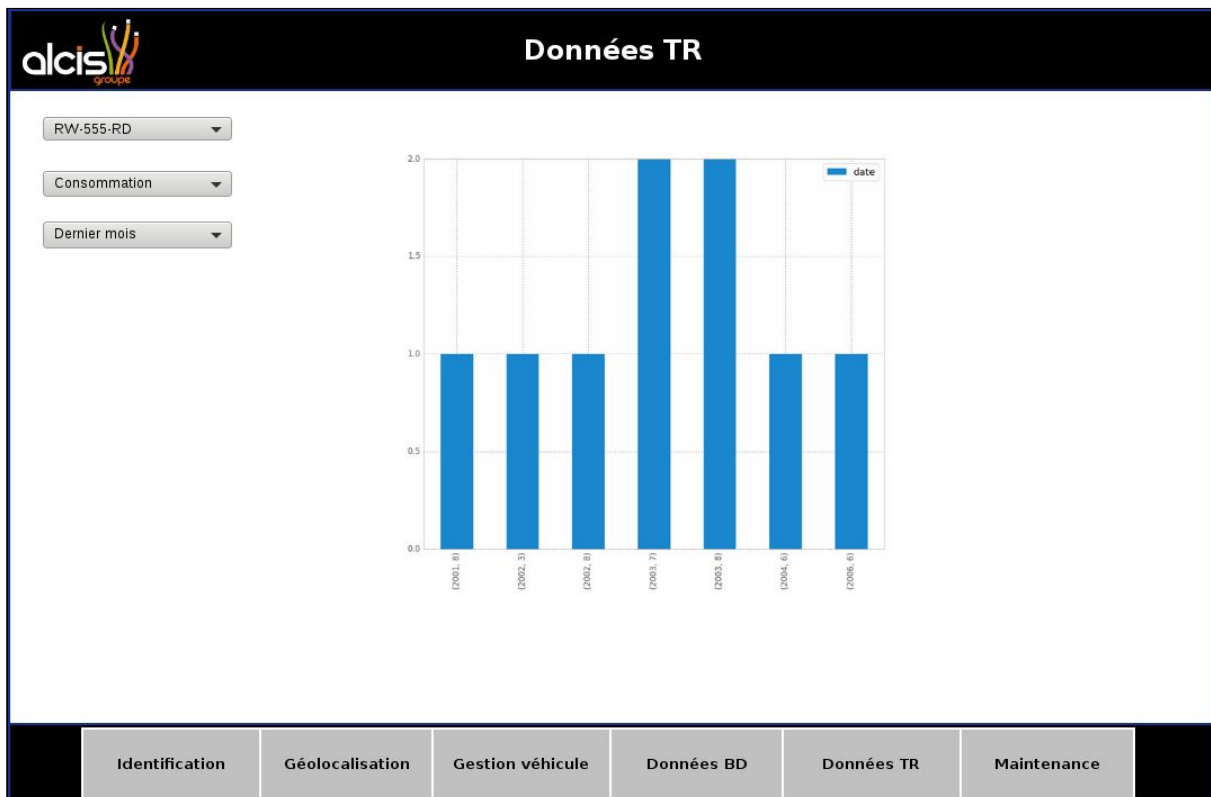 alcis
groupe
Données TR
RW-555-RD
Consommation
Dernier mois
date
2.0
1.5
1.0
0.5
0.0
(2001, 8)
(2002, 3)
(2002, 8)
(2003, 7)
(2003, 8)
(2004, 6)
(2006, 6)
Identification
Géolocalisation
Gestion véhicule
Données BD
Données TR
Maintenance